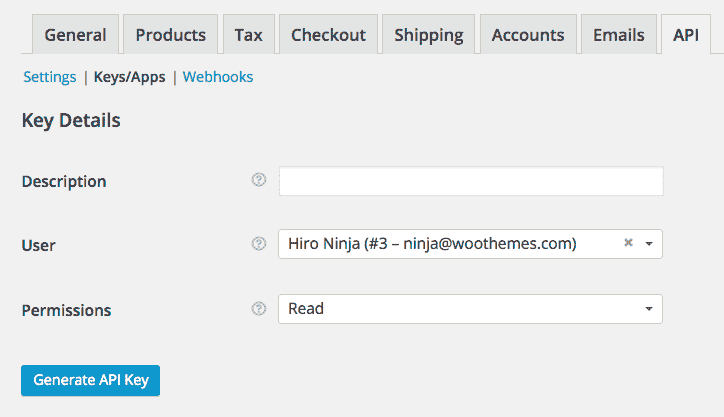 General Products Tax Checkout Shipping Accounts Emails API
Settings | Keys/Apps | Webhooks
Key Details
Description ?
User ? Hiro Ninja (#3 – ninja@woothemes.com) ×
Permissions ? Read
Generate API Key